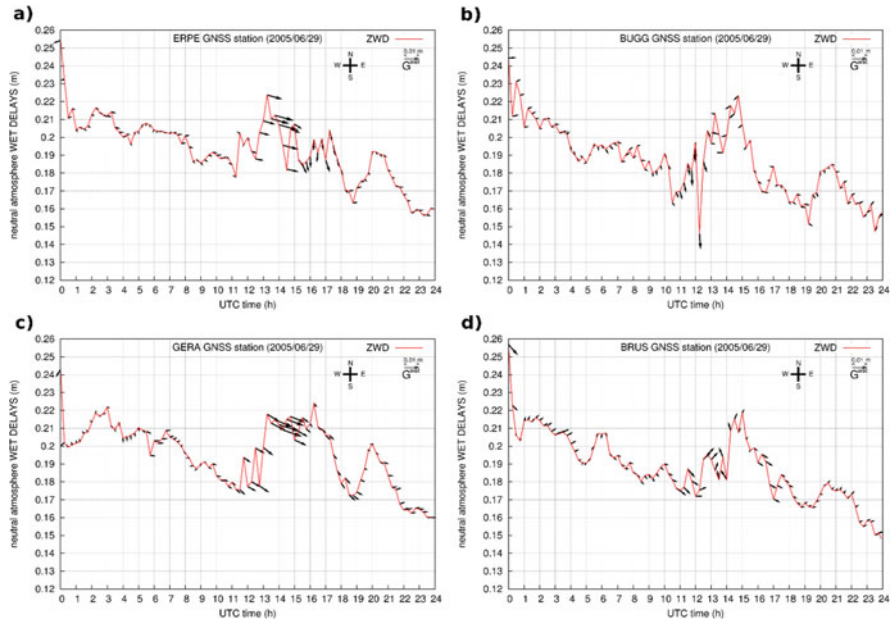 a)
ERPE GNSS station (2005/06/29)
ZWD
N
W E
S
0.01 m
G
neutral atmosphere WET DELAYS (m)
0.26
0.25
0.24
0.23
0.22
0.21
0.2
0.19
0.18
0.17
0.16
0.15
0.14
0.13
0.12
0 1 2 3 4 5 6 7 8 9 10 11 12 13 14 15 16 17 18 19 20 21 22 23 24
UTC time (h)
b)
BUGG GNSS station (2005/06/29)
ZWD
N
W E
S
0.01 m
G
neutral atmosphere WET DELAYS (m)
0.26
0.25
0.24
0.23
0.22
0.21
0.2
0.19
0.18
0.17
0.16
0.15
0.14
0.13
0.12
0 1 2 3 4 5 6 7 8 9 10 11 12 13 14 15 16 17 18 19 20 21 22 23 24
UTC time (h)
c)
GERA GNSS station (2005/06/29)
ZWD
N
W E
S
0.01 m
G
neutral atmosphere WET DELAYS (m)
0.26
0.25
0.24
0.23
0.22
0.21
0.2
0.19
0.18
0.17
0.16
0.15
0.14
0.13
0.12
0 1 2 3 4 5 6 7 8 9 10 11 12 13 14 15 16 17 18 19 20 21 22 23 24
UTC time (h)
d)
BRUS GNSS station (2005/06/29)
ZWD
N
W E
S
0.01 m
G
neutral atmosphere WET DELAYS (m)
0.26
0.25
0.24
0.23
0.22
0.21
0.2
0.19
0.18
0.17
0.16
0.15
0.14
0.13
0.12
0 1 2 3 4 5 6 7 8 9 10 11 12 13 14 15 16 17 18 19 20 21 22 23 24
UTC time (h)